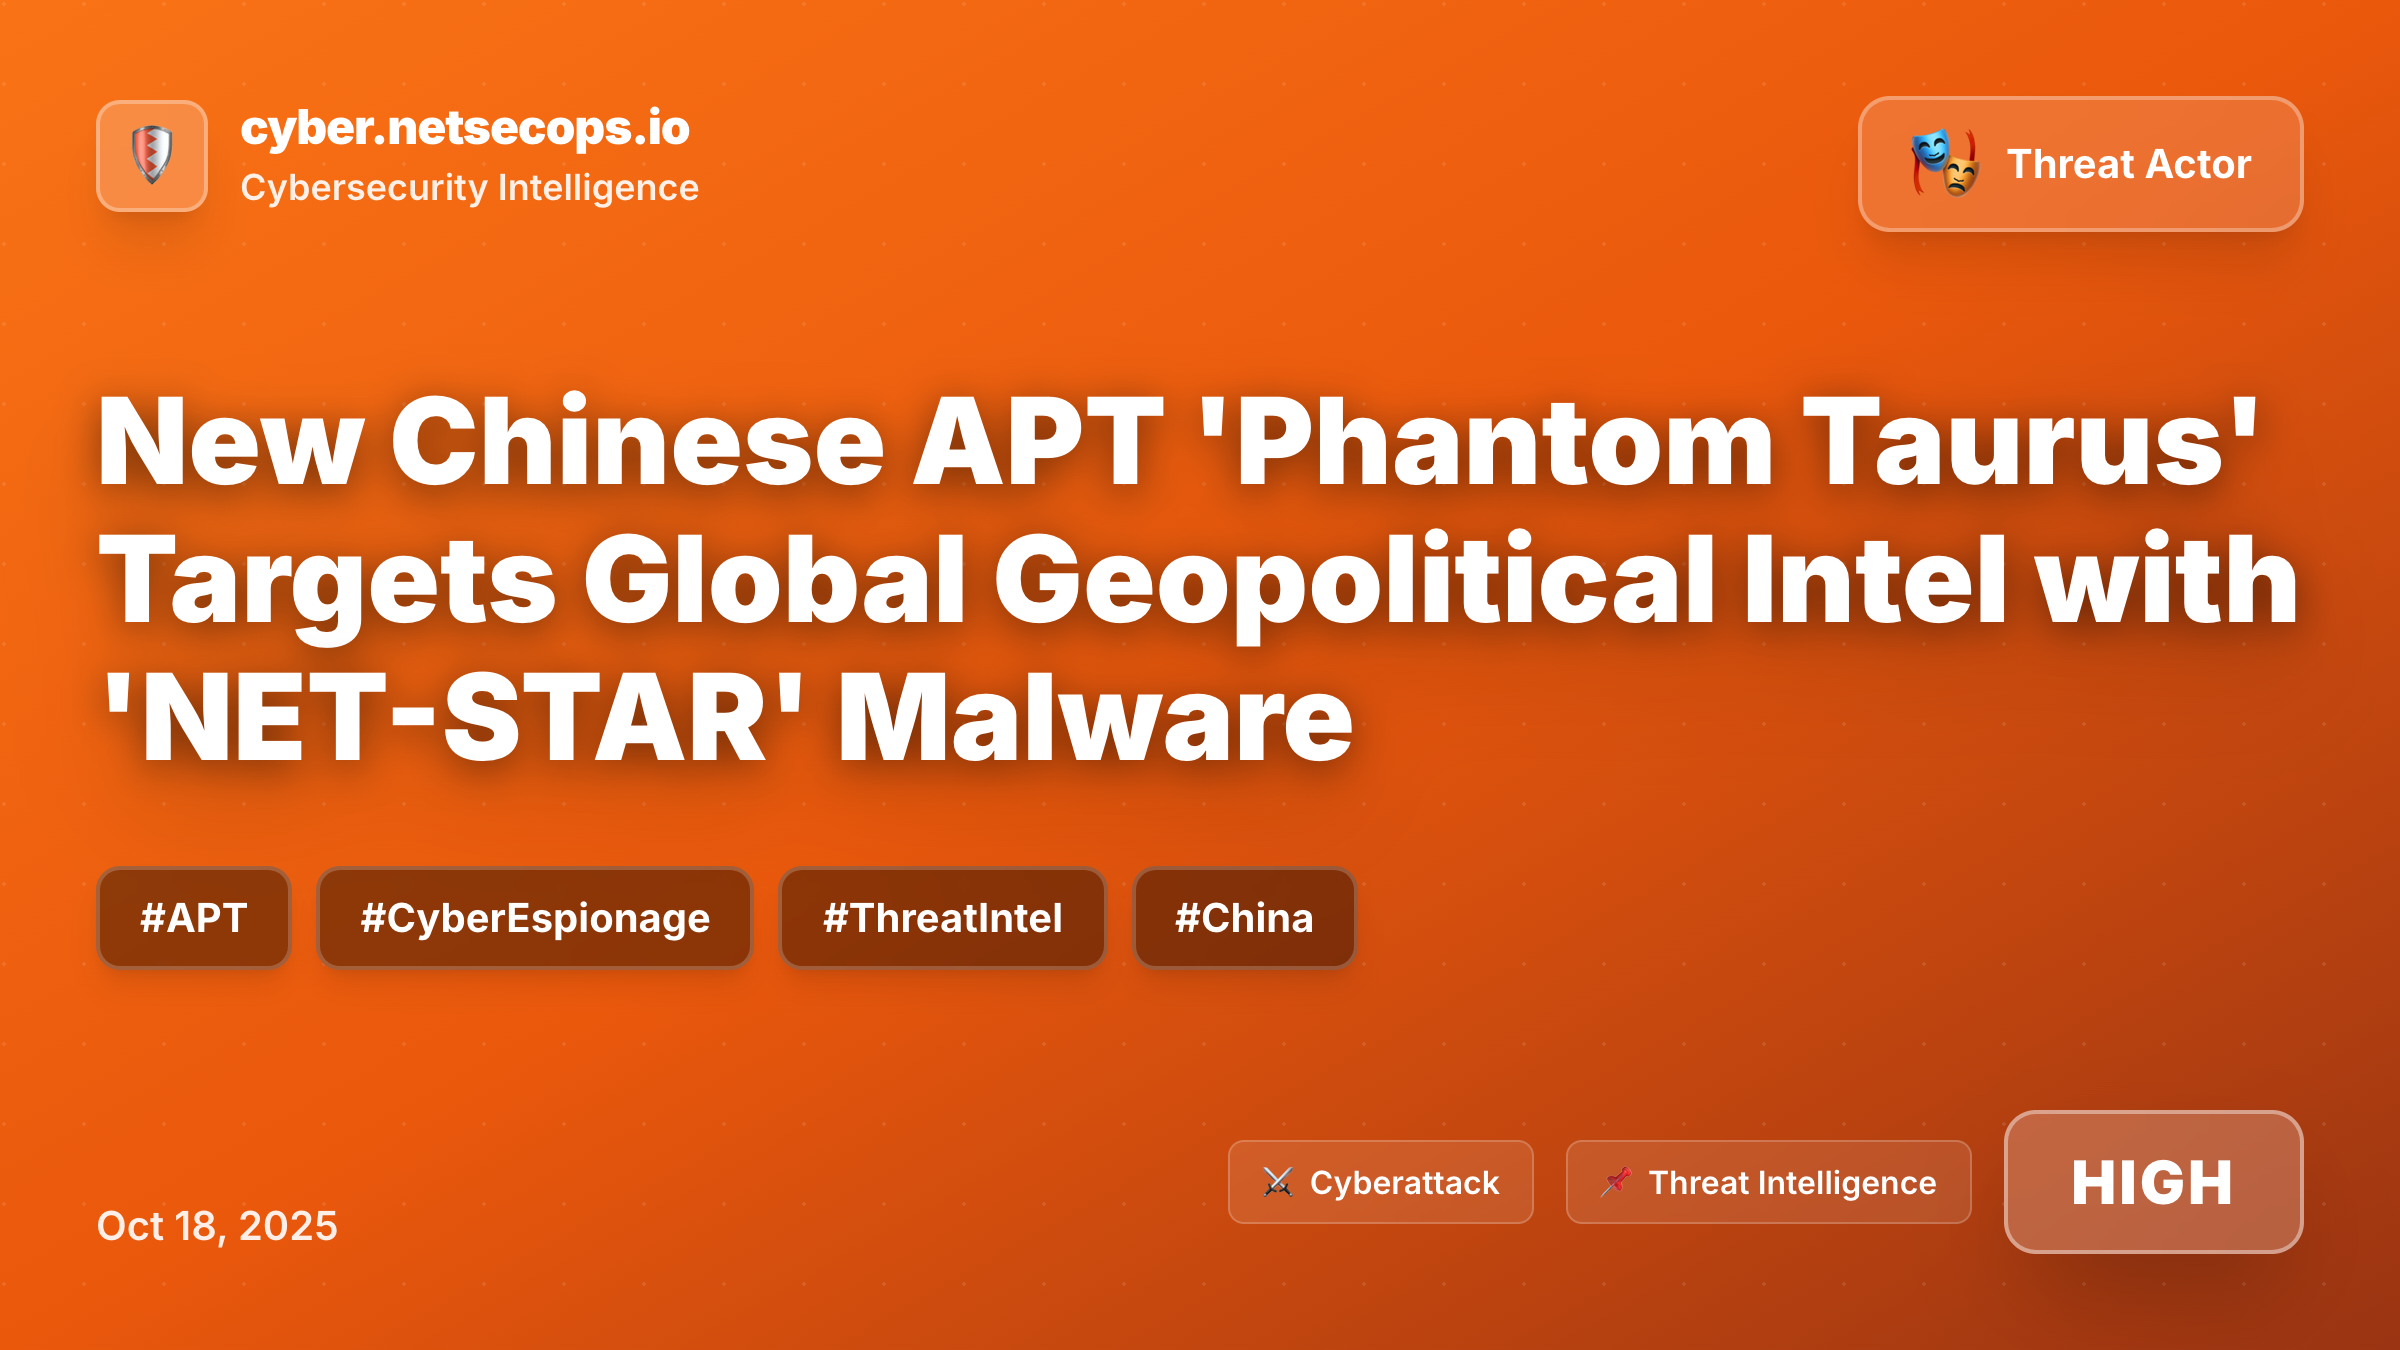 cyber.netsecops.io
Cybersecurity Intelligence
Threat Actor
New Chinese APT 'Phantom Taurus'
Targets Global Geopolitical Intel with
'NET-STAR' Malware
#APT
#CyberEspionage
#ThreatIntel
#China
Oct 18, 2025
Cyberattack
Threat Intelligence
HIGH